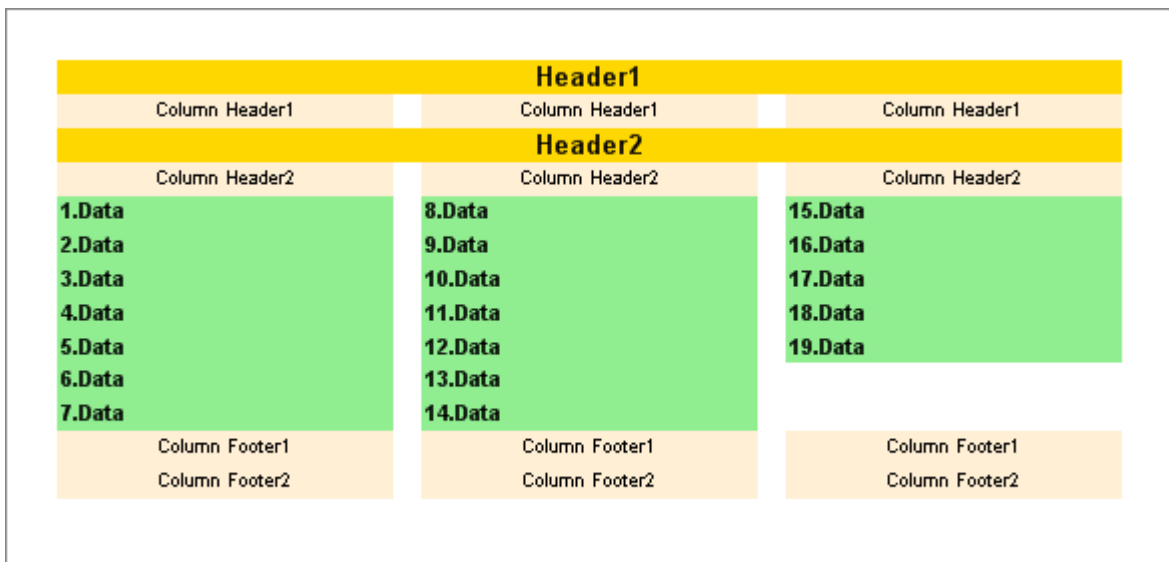 Header1
Column Header1 Column Header1 Column Header1
Header2
Column Header2 Column Header2 Column Header2
1.Data 8.Data 15.Data
2.Data 9.Data 16.Data
3.Data 10.Data 17.Data
4.Data 11.Data 18.Data
5.Data 12.Data 19.Data
6.Data 13.Data
7.Data 14.Data
Column Footer1 Column Footer1 Column Footer1
Column Footer2 Column Footer2 Column Footer2